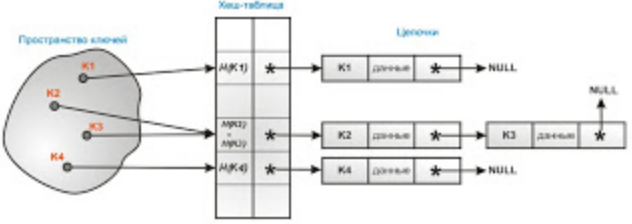 Хеш-таблица
Пространство ключей
Цепочки
K1
H(K1) * K1 данные * NULL
K2
NULL
K3
H(K2)
=
H(K3)
* K2 данные * K3 данные *
K4
H(K4) * K4 данные * NULL